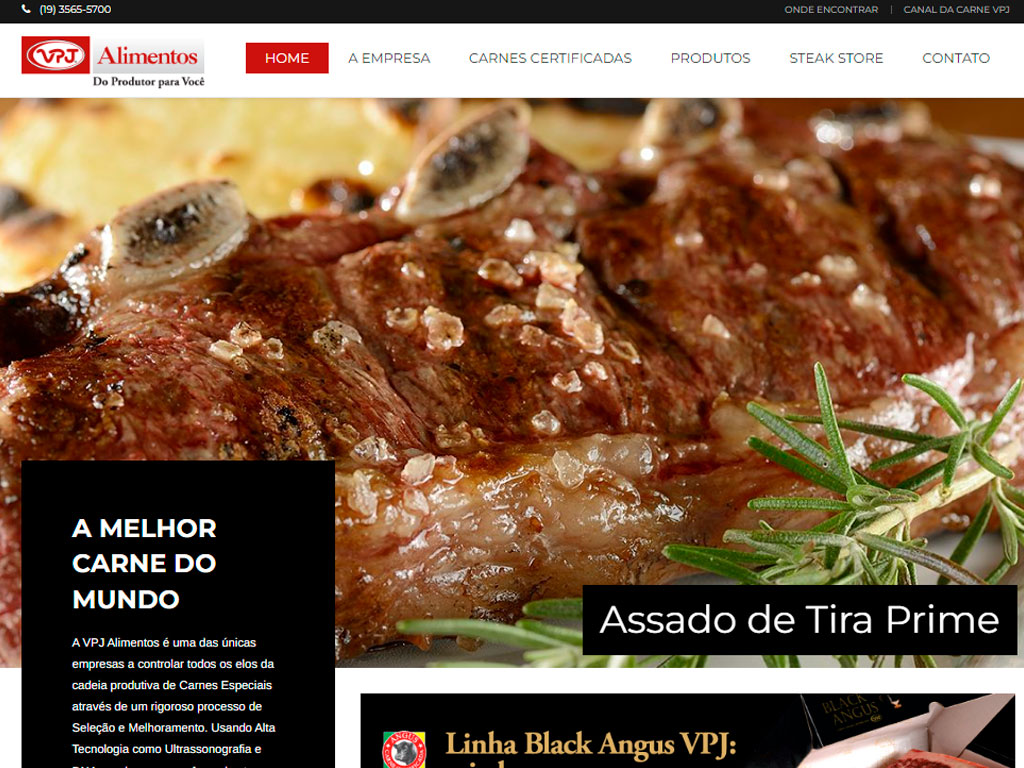 (19) 3565-5700
ONDE ENCONTRAR | CANAL DA CARNE VPJ
VPJ Alimentos
Do Produtor para Você
HOME A EMPRESA CARNES CERTIFICADAS PRODUTOS STEAK STORE CONTATO
A MELHOR
CARNE DO
MUNDO
A VPJ Alimentos é uma das únicas
empresas a controlar todos os elos da
cadeia produtiva de Carnes Especiais
através de um rigoroso processo de
Seleção e Melhoramento. Usando Alta
Tecnologia como Ultrassonografia e
Assado de Tira Prime
BLACK
ANGUS
ANGUS
Linha Black Angus VPJ: